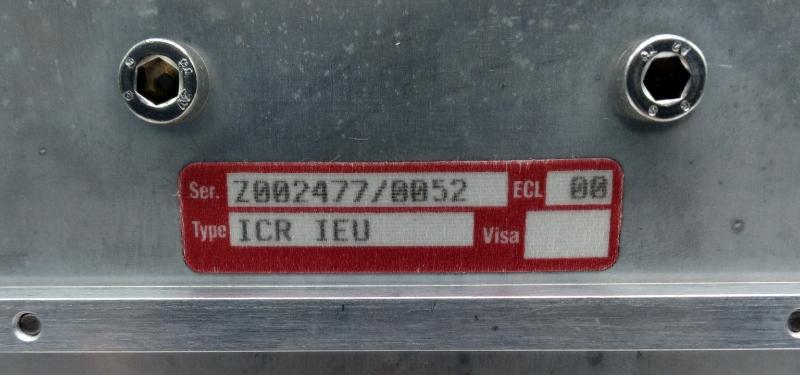 Ser. Z002477/0052 ECL 00
Type ICR IEU Visa